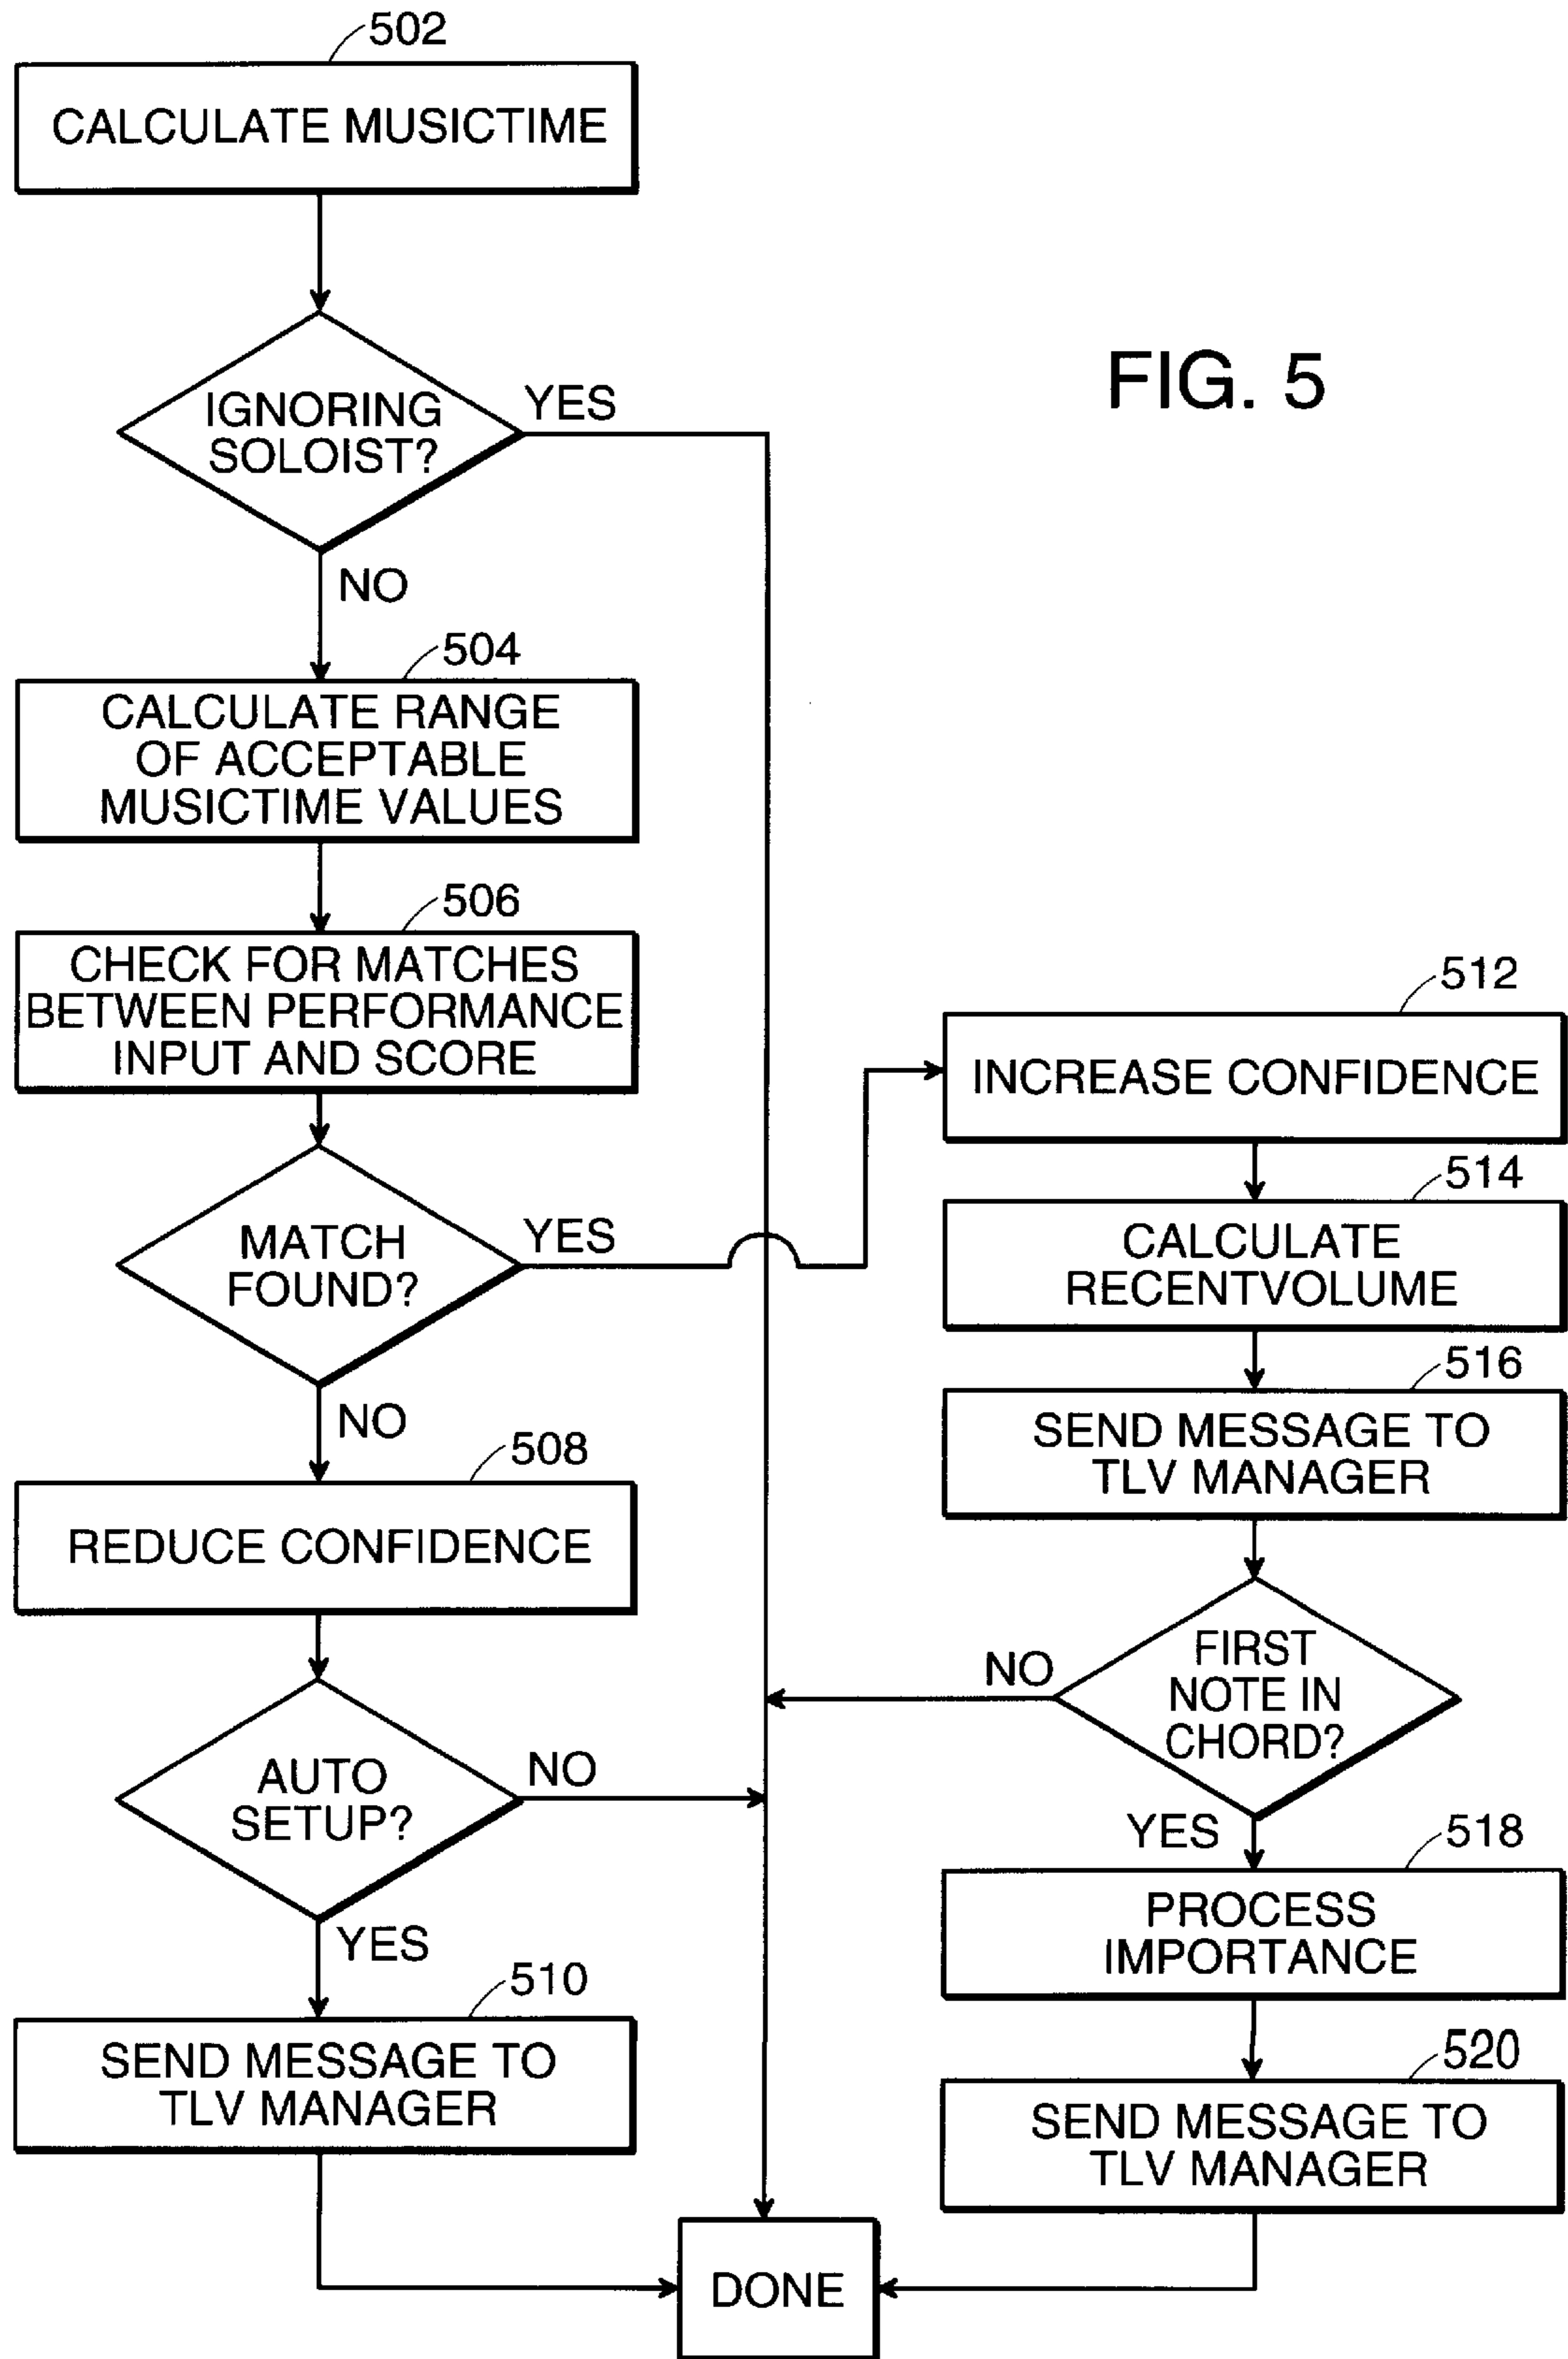 502
CALCULATE MUSICTIME
FIG. 5
IGNORING
SOLOIST?
YES
NO
504
CALCULATE RANGE
OF ACCEPTABLE
MUSICTIME VALUES
506
CHECK FOR MATCHES
BETWEEN PERFORMANCE
INPUT AND SCORE
MATCH
FOUND?
YES
NO
508
REDUCE CONFIDENCE
AUTO
SETUP?
NO
YES
510
SEND MESSAGE TO
TLV MANAGER
512
INCREASE CONFIDENCE
514
CALCULATE
RECENTVOLUME
516
SEND MESSAGE TO
TLV MANAGER
FIRST
NOTE IN
CHORD?
NO
YES
518
PROCESS
IMPORTANCE
520
SEND MESSAGE TO
TLV MANAGER
DONE